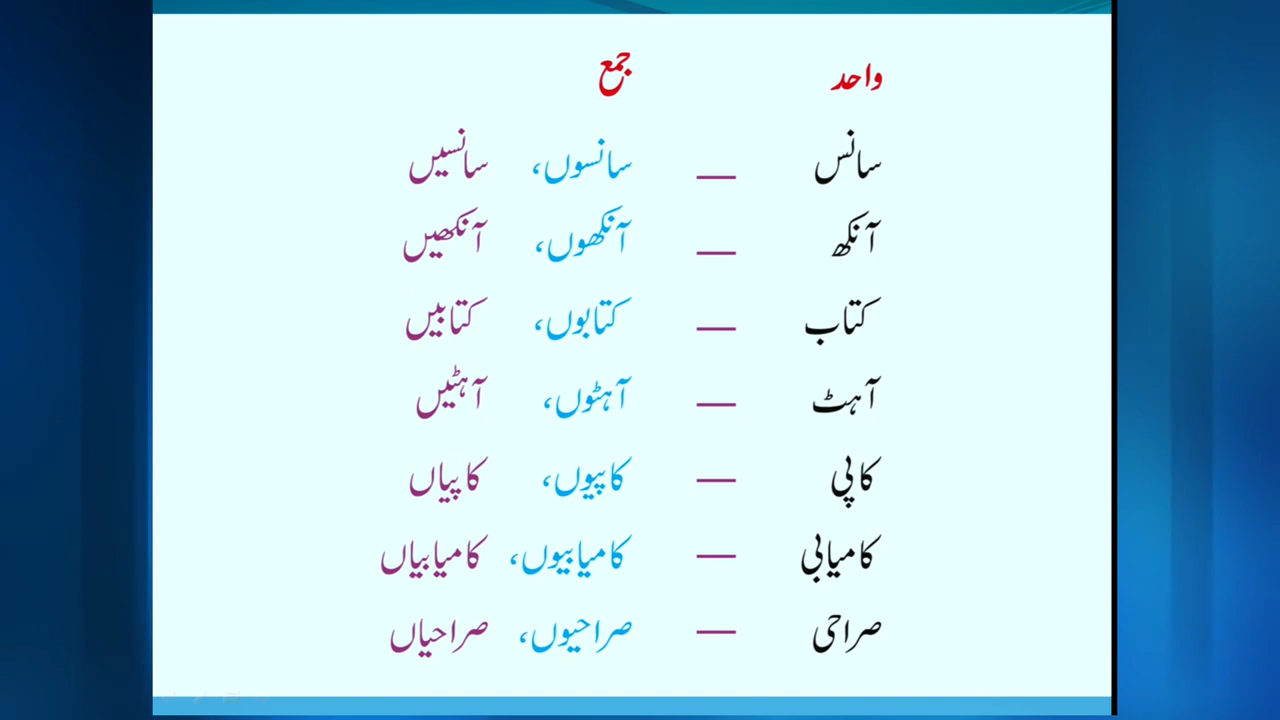 واحد جمع
سانس — سانسوں، سانسیں
آنکھ — آنکھوں، آنکھیں
کتاب — کتابوں، کتابیں
آہٹ — آہٹوں، آہٹیں
کاپی — کاپیوں، کاپیاں
کامیابی — کامیابیوں، کامیابیاں
صراحی — صراحیوں، صراحیاں